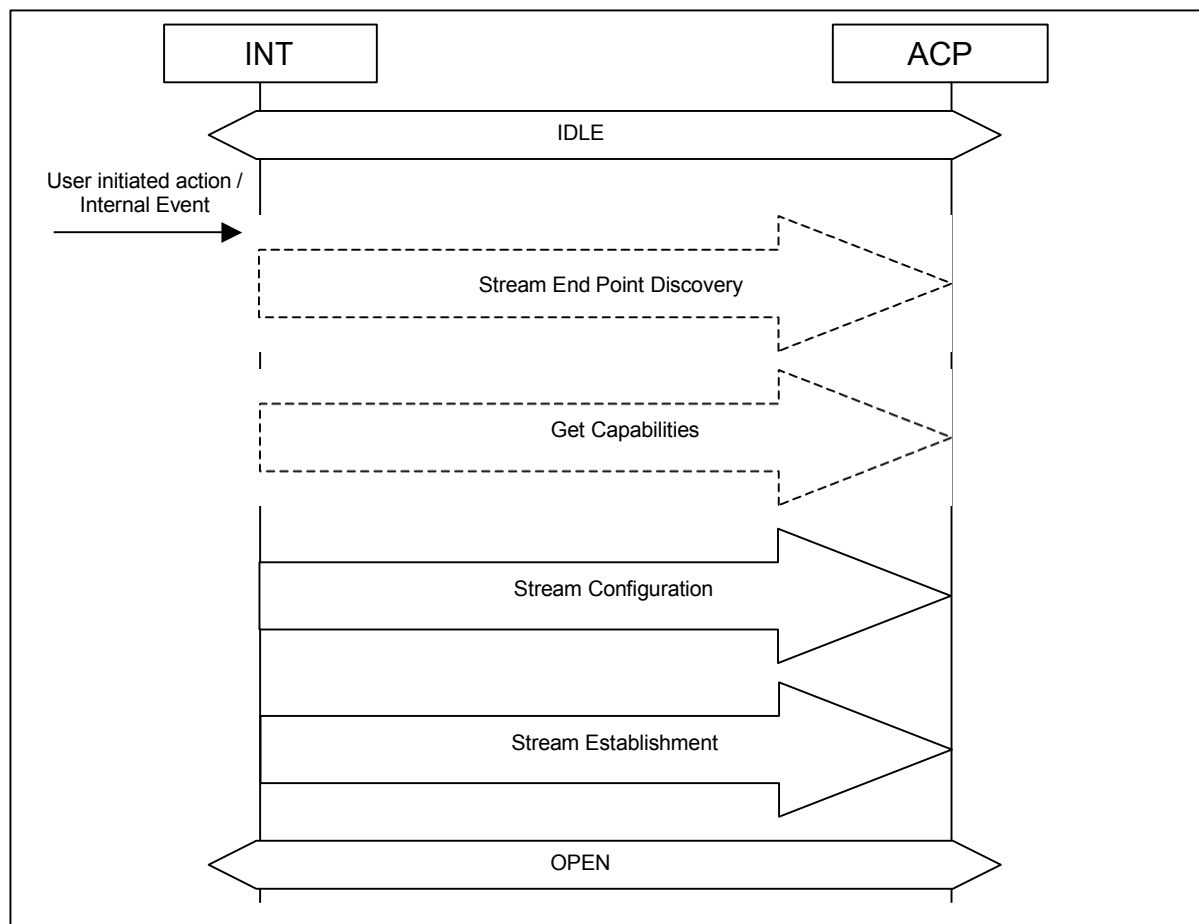 INT
ACP
IDLE
User initiated action /
Internal Event
Stream End Point Discovery
Get Capabilities
Stream Configuration
Stream Establishment
OPEN